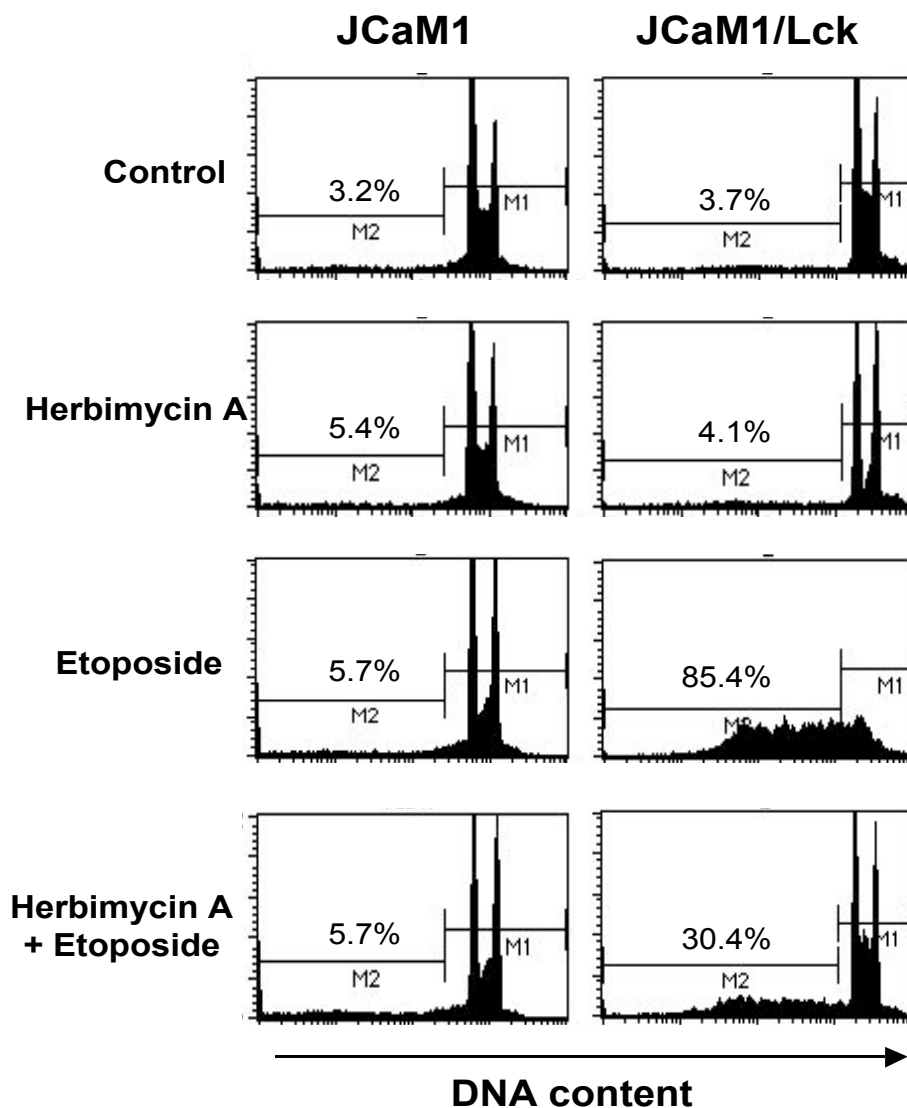 JCaM1 JCaM1/Lck
Control
3.2% M1
M2
3.7% M1
M2
Herbimycin A
5.4% M1
M2
4.1% M1
M2
Etoposide
5.7% M1
M2
85.4% M1
M2
Herbimycin A
+ Etoposide
5.7% M1
M2
30.4% M1
M2
DNA content